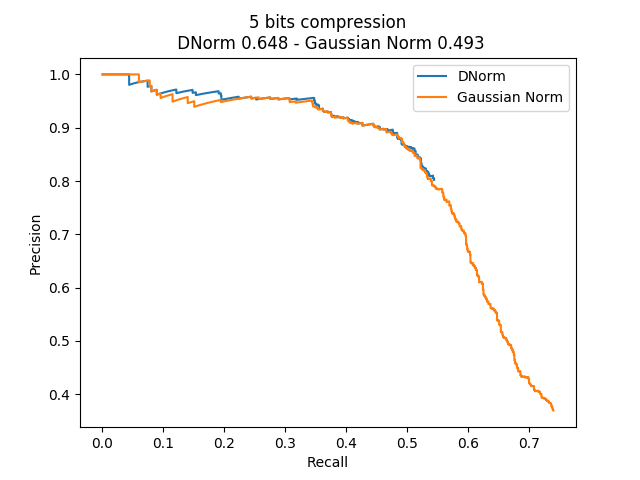 5 bits compression
DNorm 0.648 - Gaussian Norm 0.493
DNorm
Gaussian Norm
1.0
0.9
0.8
0.7
0.6
0.5
0.4
Precision
0.0 0.1 0.2 0.3 0.4 0.5 0.6 0.7
Recall